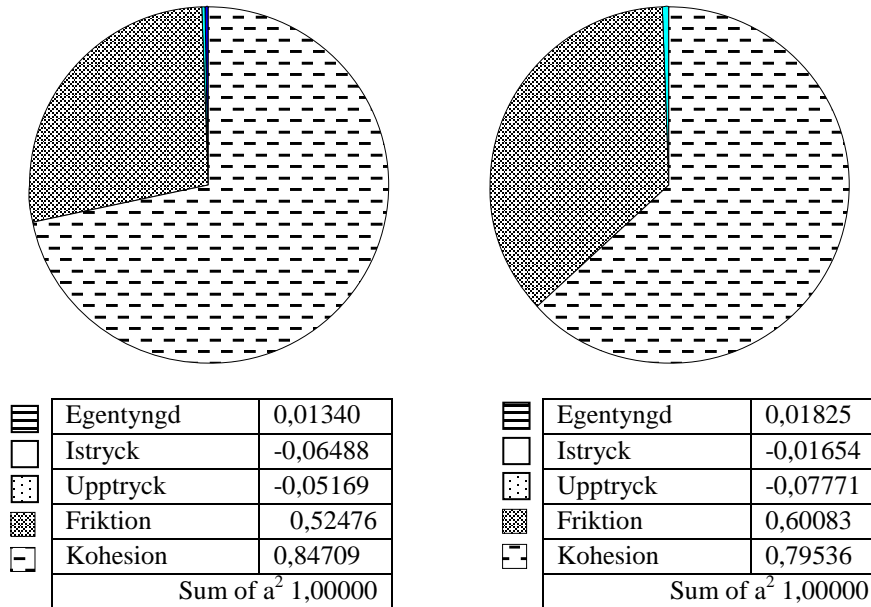 Egentyngd 0,01340
Istryck -0,06488
Upptryck -0,05169
Friktion 0,52476
Kohesion 0,84709
Sum of a² 1,00000
Egentyngd 0,01825
Istryck -0,01654
Upptryck -0,07771
Friktion 0,60083
Kohesion 0,79536
Sum of a² 1,00000